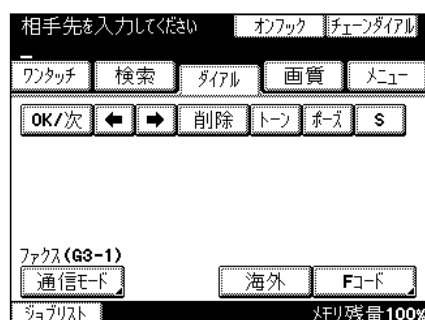 相手先を入力してください オンフック チェーンダイアル
ワンタッチ 検索 ダイアル 画質 メニュー
OK/次 ← → 削除 トーン ポーズ S
ファクス(G3-1)
通信モード 海外 Fコード
ジョブリスト メモリ残量100%